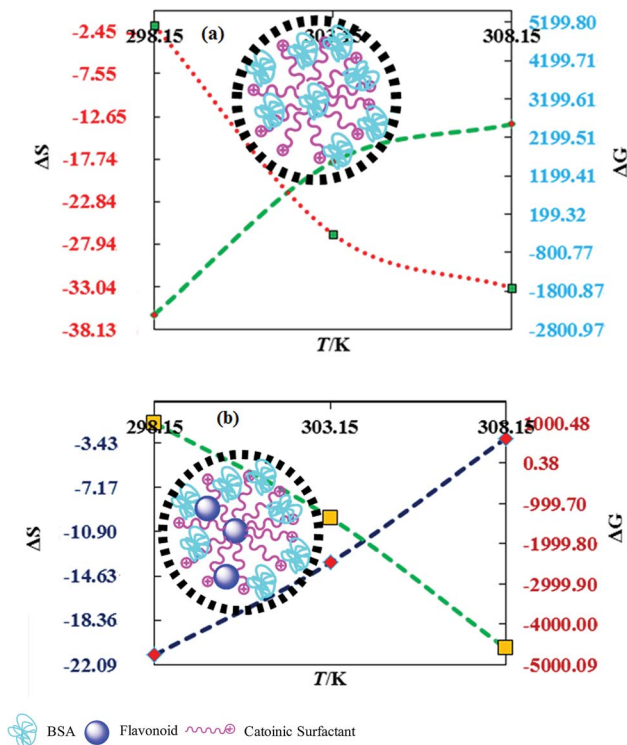 (a)
298.15 303.15 308.15
-2.45
-7.55
-12.65
-17.74
-22.84
-27.94
-33.04
-38.13
ΔS
5199.80
4199.71
3199.61
2199.51
1199.41
199.32
-800.77
-1800.87
-2800.97
ΔG
T/K
(b)
298.15 303.15 308.15
-3.43
-7.17
-10.90
-14.63
-18.36
-22.09
ΔS
1000.48
0.38
-999.70
-1999.80
-2999.90
-4000.00
-5000.09
ΔG
T/K
BSA Flavonoid Catoinic Surfactant